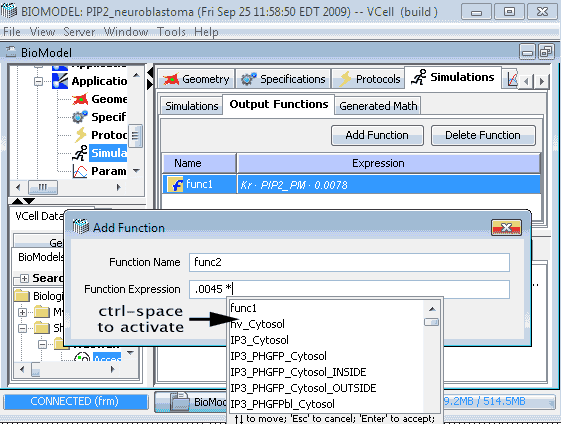 BIOMODEL: PIP2_neuroblastoma (Fri Sep 25 11:58:50 EDT 2009) -- VCell (build )
File View Server Window Tools Help
BioModel
Applicatio
Geome
Specif
Protoc
Simula
Param
Geometry
Specifications
Protocols
Simulations
Simulations
Output Functions
Generated Math
Add Function
Delete Function
Name
Expression
func1
Kr · PIP2_PM · 0.0078
VCell Data
Ge
BioModels
Searc
Biologi
My
Sh
Acade
Add Function
Function Name
func2
Function Expression
.0045 *
ctrl-space
to activate
func1
hv_Cytosol
IP3_Cytosol
IP3_PHGFP_Cytosol
IP3_PHGFP_Cytosol_INSIDE
IP3_PHGFP_Cytosol_OUTSIDE
IP3_PHGFPbl_Cytosol
↑↓ to move; 'Esc' to cancel; 'Enter' to accept;
CONNECTED (frm)
BioMo
9.2MB / 514.5MB